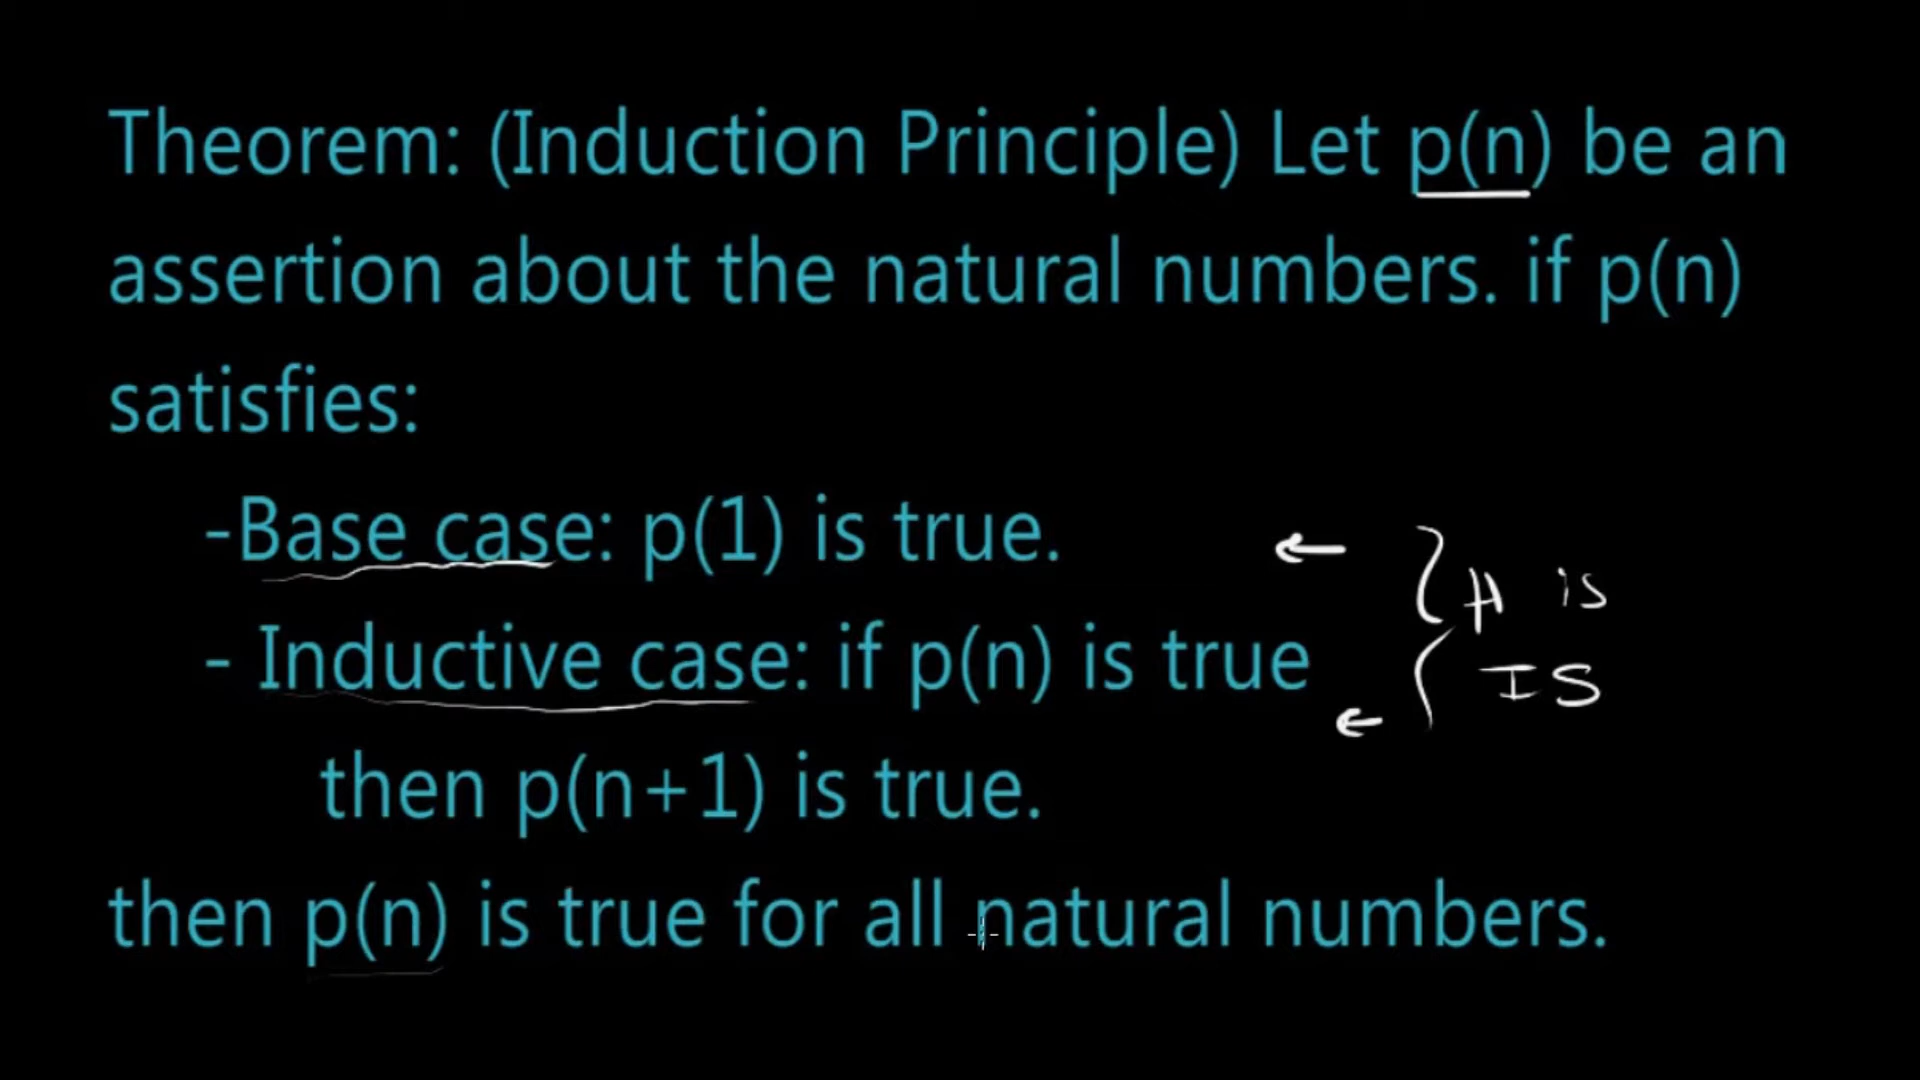 Theorem: (Induction Principle) Let p(n) be an
assertion about the natural numbers. if p(n)
satisfies:
-Base case: p(1) is true.
- Inductive case: if p(n) is true
is
IS
then p(n+1) is true.
then p(n) is true for all natural numbers.